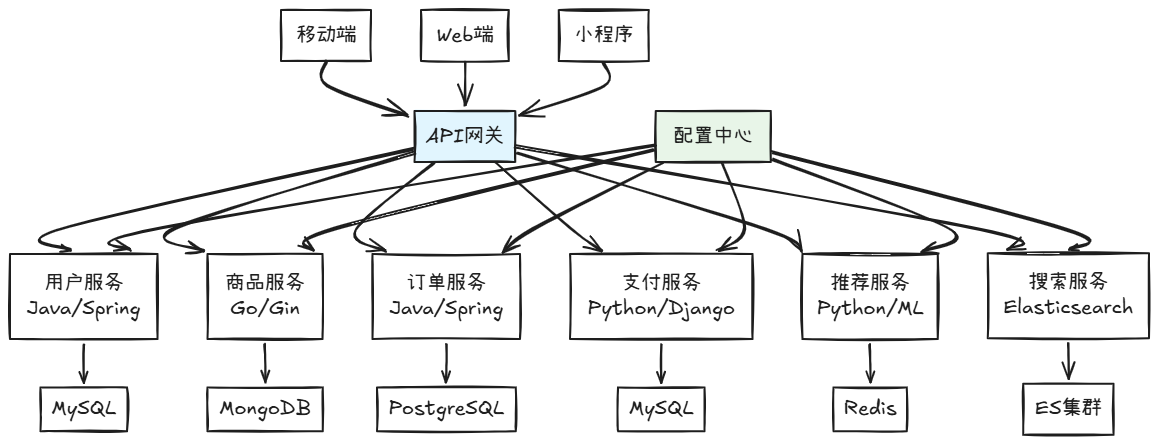 移动端
Web端
小程序
API网关
配置中心
用户服务
Java/Spring
商品服务
Go/Gin
订单服务
Java/Spring
支付服务
Python/Django
推荐服务
Python/ML
搜索服务
Elasticsearch
MySQL
MongoDB
PostgreSQL
MySQL
Redis
ES集群